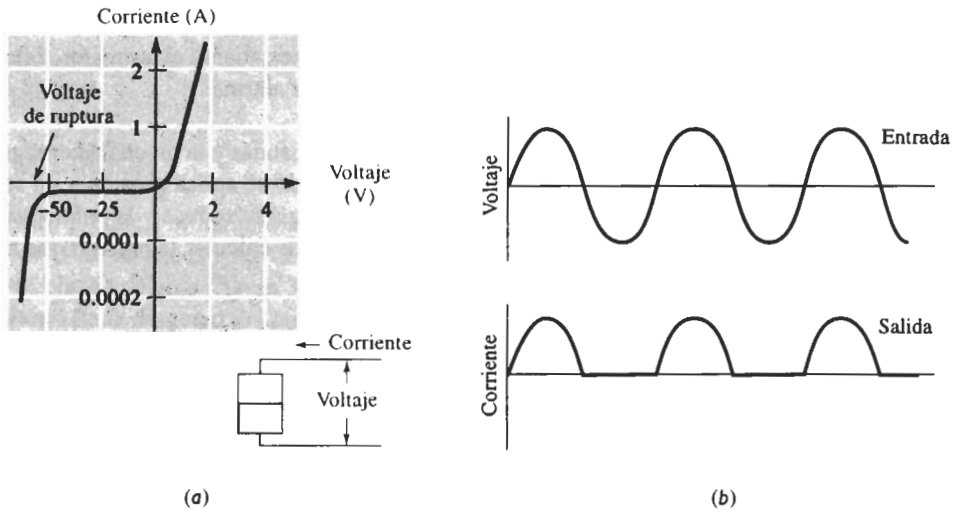 Corriente (A)
2
Voltaje
de ruptura
1
Voltaje
(V)
−50 −25 2 4
0.0001
0.0002
Corriente
Voltaje
(a)
Voltaje
Entrada
Corriente
Salida
(b)